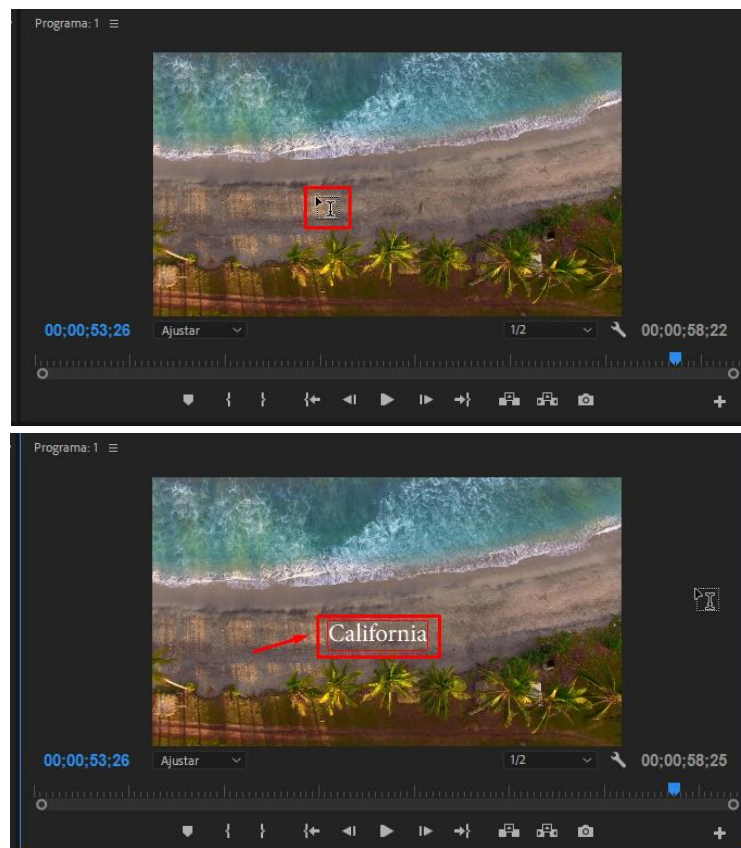 Programa: 1
00;00;53;26 Ajustar 1/2 00;00;58;22
Programa: 1
California
00;00;53;26 Ajustar 1/2 00;00;58;25